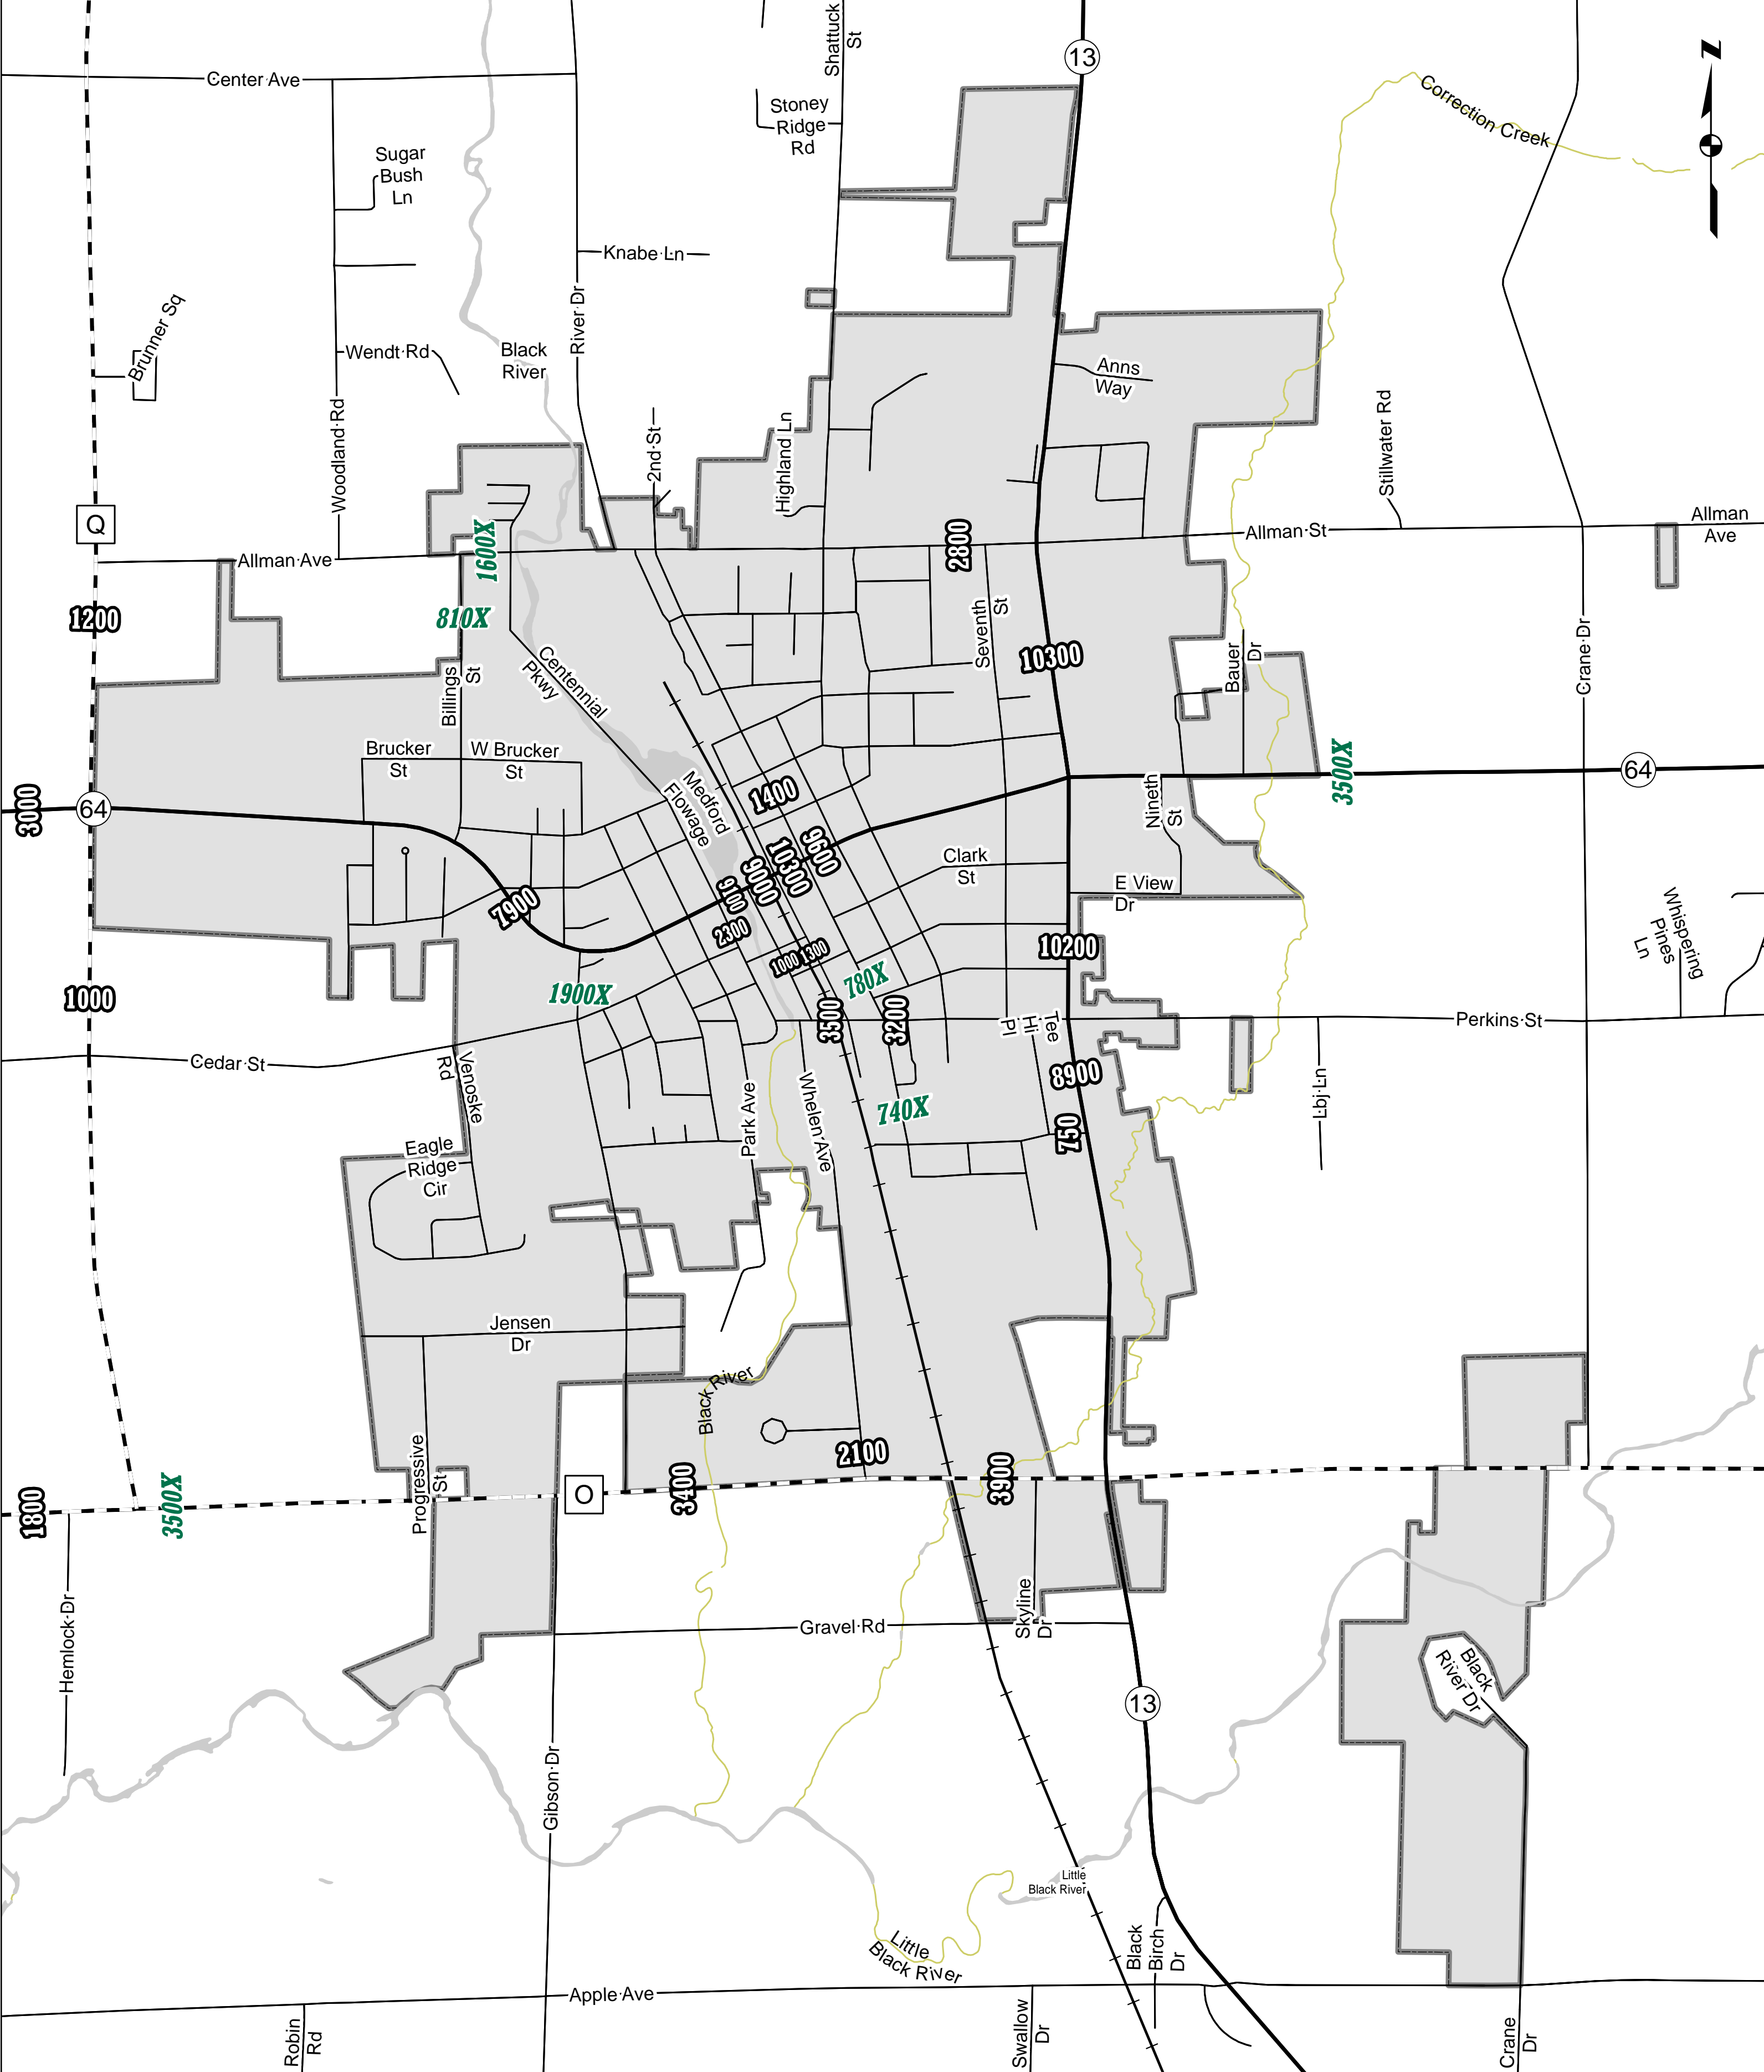 Shattuck
St
13
Center Ave
Correction Creek
Stoney
Ridge
Rd
Sugar
Bush
Ln
Knabe Ln
River Dr
Brunner Sq
Wendt Rd
Black
River
Anns
Way
Woodland Rd
2nd St
Highland Ln
Stillwater Rd
Q
Allman
Ave
Allman St
2800
1600X
Allman Ave
1200
810X
Seventh
St
10300
Bauer
Dr
Crane Dr
Centennial
Pkwy
Billings
St
Brucker
St
W Brucker
St
3500X
64
Medford
Flowage
1400
Nineth
St
3000
64
9600
10300
9000
9100
Clark
St
E View
Dr
7900
2300
10200
1000
1300
Whispering
Pines
Ln
1000
1900X
780X
3500
3200
Tee
Hi
Pl
Perkins St
Cedar St
Venoske
Rd
8900
Lbj Ln
740X
Park Ave
Whelen Ave
750
Eagle
Ridge
Cir
Jensen
Dr
Black River
Progressive
St
2100
3400
3900
O
1800
3500X
Skyline
Dr
Gravel Rd
Hemlock Dr
Black
River Dr
13
Gibson Dr
Little
Black River
Little
Black River
Black
Birch
Dr
Apple Ave
Robin
Rd
Swallow
Dr
Crane
Dr